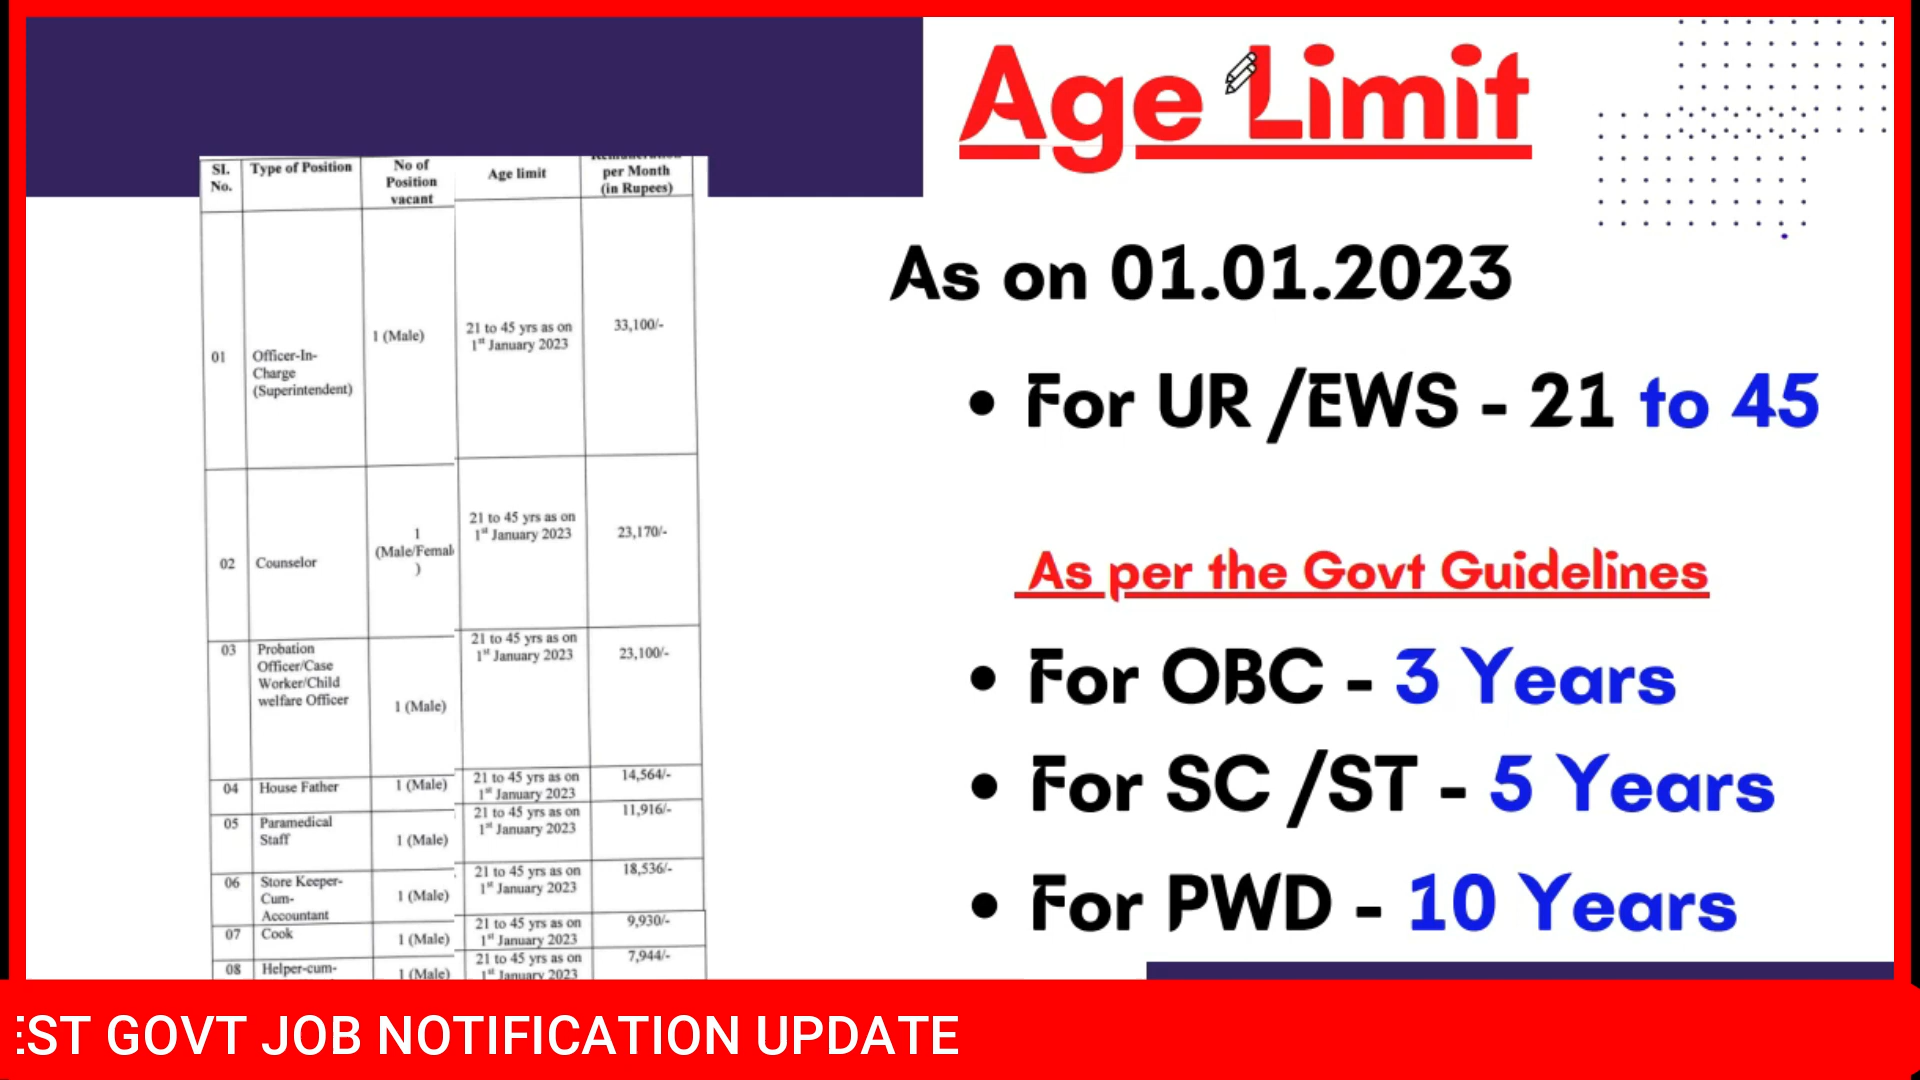 Age Limit
SI.
No.
Type of Position
No of
Position
vacant
Age limit
per Month
(in Rupees)
01
Officer-In-
Charge
(Superintendent)
1 (Male)
21 to 45 yrs as on
1st January 2023
33,100/-
02
Counselor
1
(Male/Femal
)
21 to 45 yrs as on
1st January 2023
23,170/-
03
Probation
Officer/Case
Worker/Child
welfare Officer
1 (Male)
21 to 45 yrs as on
1st January 2023
23,100/-
04
House Father
1 (Male)
21 to 45 yrs as on
1st January 2023
14,564/-
05
Paramedical
Staff
1 (Male)
21 to 45 yrs as on
1st January 2023
11,916/-
06
Store Keeper-
Cum-
Accountant
1 (Male)
21 to 45 yrs as on
1st January 2023
18,536/-
07
Cook
1 (Male)
21 to 45 yrs as on
1st January 2023
9,930/-
08
Helper-cum-
1 (Male)
21 to 45 yrs as on
1st January 2023
7,944/-
As on 01.01.2023
• For UR /EWS - 21 to 45
As per the Govt Guidelines
• For OBC - 3 Years
• For SC /ST - 5 Years
• For PWD - 10 Years
EST GOVT JOB NOTIFICATION UPDATE